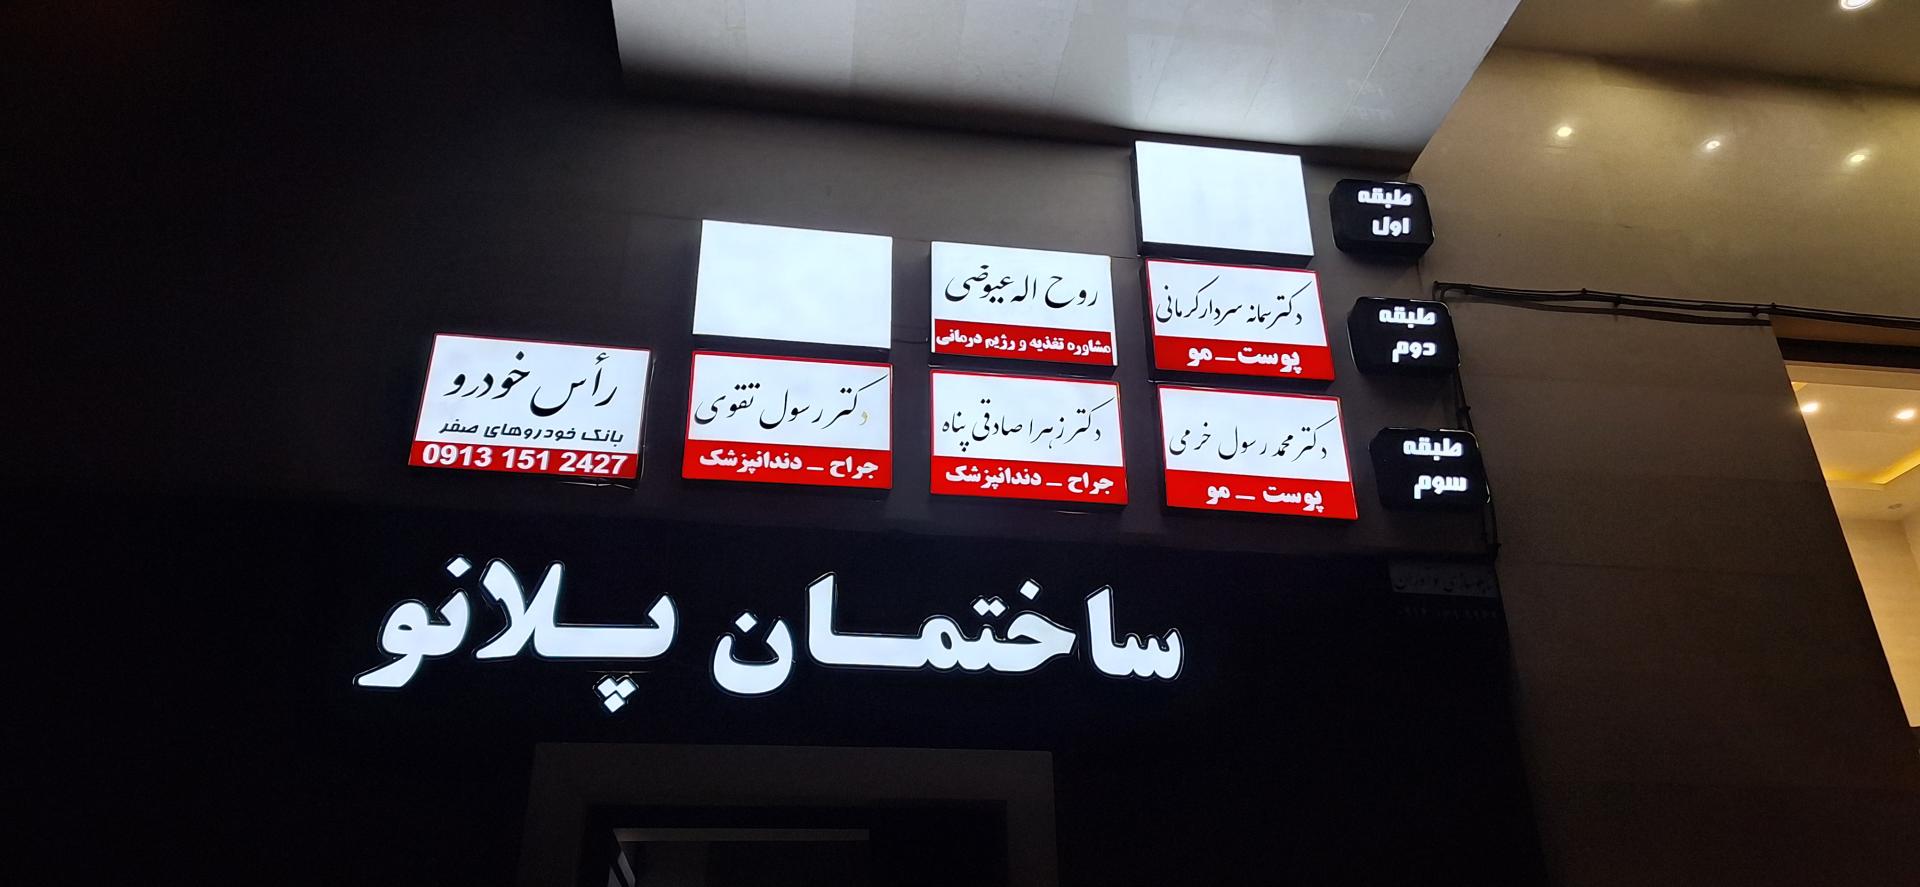 طبقه
اول
طبقه
دوم
دکتر سمانه سردار کرمانی
پوست _ مو
روح اله عیوضی
مشاوره تغذیه و رژیم درمانی
طبقه
سوم
دکتر محمد رسول خرمی
پوست _ مو
دکتر زهرا صادقی پناه
جراح _ دندانپزشک
دکتر رسول تقوی
جراح _ دندانپزشک
رأس خودرو
بانک خودروهای صفر
0913 151 2427
ساختمان پلانو